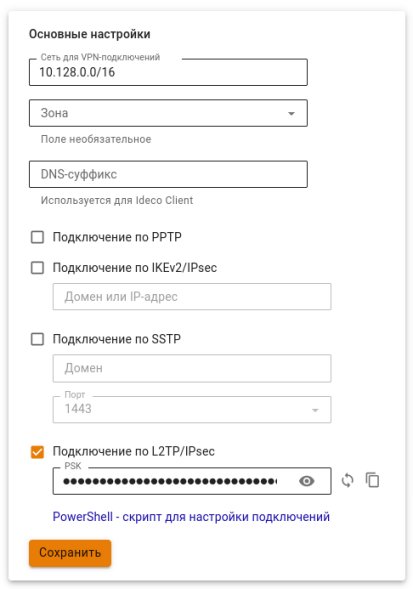 Основные настройки
Сеть для VPN-подключений
10.128.0.0/16
Зона
Поле необязательное
DNS-суффикс
Используется для Ideco Client
Подключение по PPTP
Подключение по IKEv2/IPsec
Домен или IP-адрес
Подключение по SSTP
Домен
Порт
1443
Подключение по L2TP/IPsec
PSK
PowerShell - скрипт для настройки подключений
Сохранить